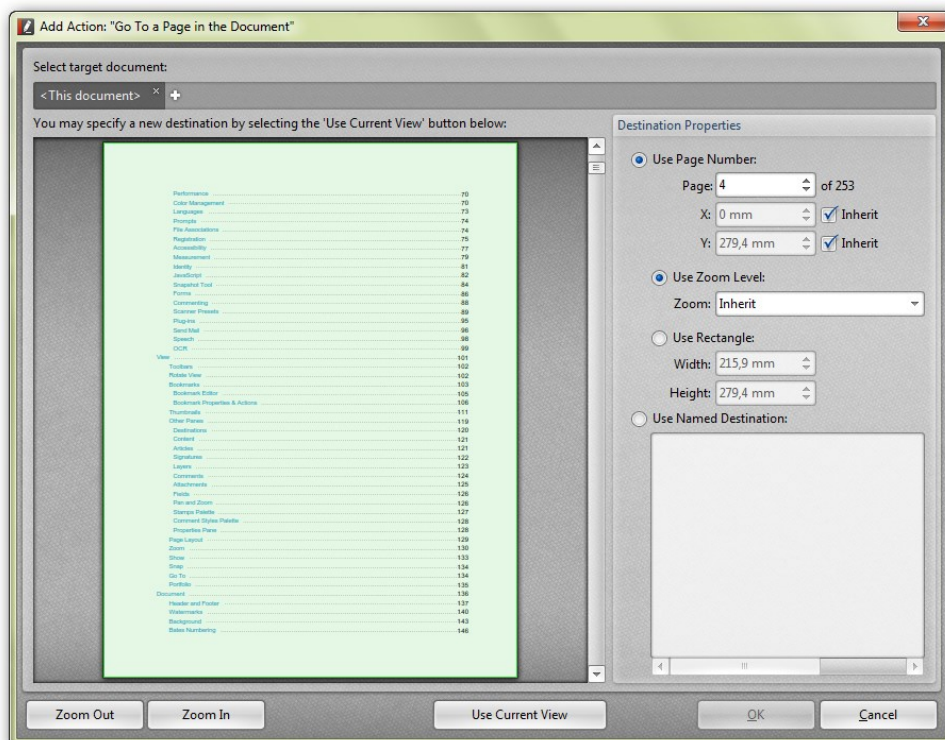 Add Action: "Go To a Page in the Document"
Select target document:
<This document>
You may specify a new destination by selecting the 'Use Current View' button below:
Performance 70
Color Management 70
Languages 73
Prompts 74
File Associations 74
Registration 75
Accessibility 77
Measurement 79
Identity 81
JavaScript 82
Snapshot Tool 84
Forms 86
Commenting 88
Scanner Presets 89
Plug-ins 95
Send Mail 96
Speech 98
OCR 99
View 101
Toolbars 102
Rotate View 102
Bookmarks 103
Bookmark Editor 105
Bookmark Properties & Actions 106
Thumbnails 111
Other Panes 119
Destinations 120
Content 121
Articles 121
Signatures 122
Layers 123
Comments 124
Attachments 125
Fields 126
Pan and Zoom 126
Stamps Palette 127
Comment Styles Palette 128
Properties Pane 128
Page Layout 129
Zoom 130
Show 133
Snap 134
Go To 134
Portfolio 135
Document 136
Header and Footer 137
Watermarks 140
Background 143
Bates Numbering 146
Destination Properties
Use Page Number:
Page: 4 of 253
X: 0 mm Inherit
Y: 279,4 mm Inherit
Use Zoom Level:
Zoom: Inherit
Use Rectangle:
Width: 215,9 mm
Height: 279,4 mm
Use Named Destination:
Zoom Out Zoom In Use Current View OK Cancel